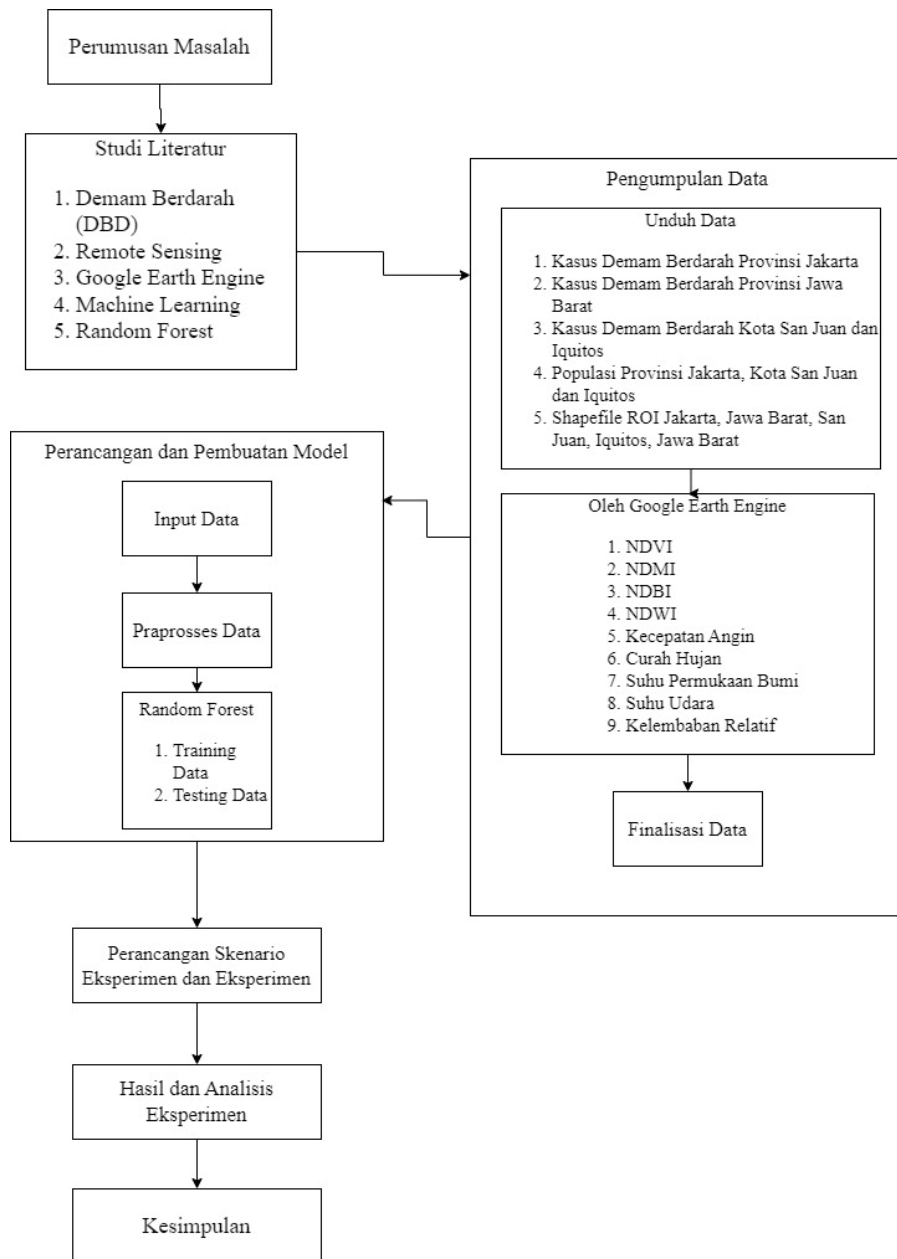 Perumusan Masalah
Studi Literatur
1. Demam Berdarah
(DBD)
2. Remote Sensing
3. Google Earth Engine
4. Machine Learning
5. Random Forest
Pengumpulan Data
Unduh Data
1. Kasus Demam Berdarah Provinsi Jakarta
2. Kasus Demam Berdarah Provinsi Jawa
Barat
3. Kasus Demam Berdarah Kota San Juan dan
Iquitos
4. Populasi Provinsi Jakarta, Kota San Juan
dan Iquitos
5. Shapefile ROI Jakarta, Jawa Barat, San
Juan, Iquitos, Jawa Barat
Oleh Google Earth Engine
1. NDVI
2. NDMI
3. NDBI
4. NDWI
5. Kecepatan Angin
6. Curah Hujan
7. Suhu Permukaan Bumi
8. Suhu Udara
9. Kelembaban Relatif
Finalisasi Data
Perancangan dan Pembuatan Model
Input Data
Praprosses Data
Random Forest
1. Training
Data
2. Testing Data
Perancangan Skenario
Eksperimen dan Eksperimen
Hasil dan Analisis
Eksperimen
Kesimpulan